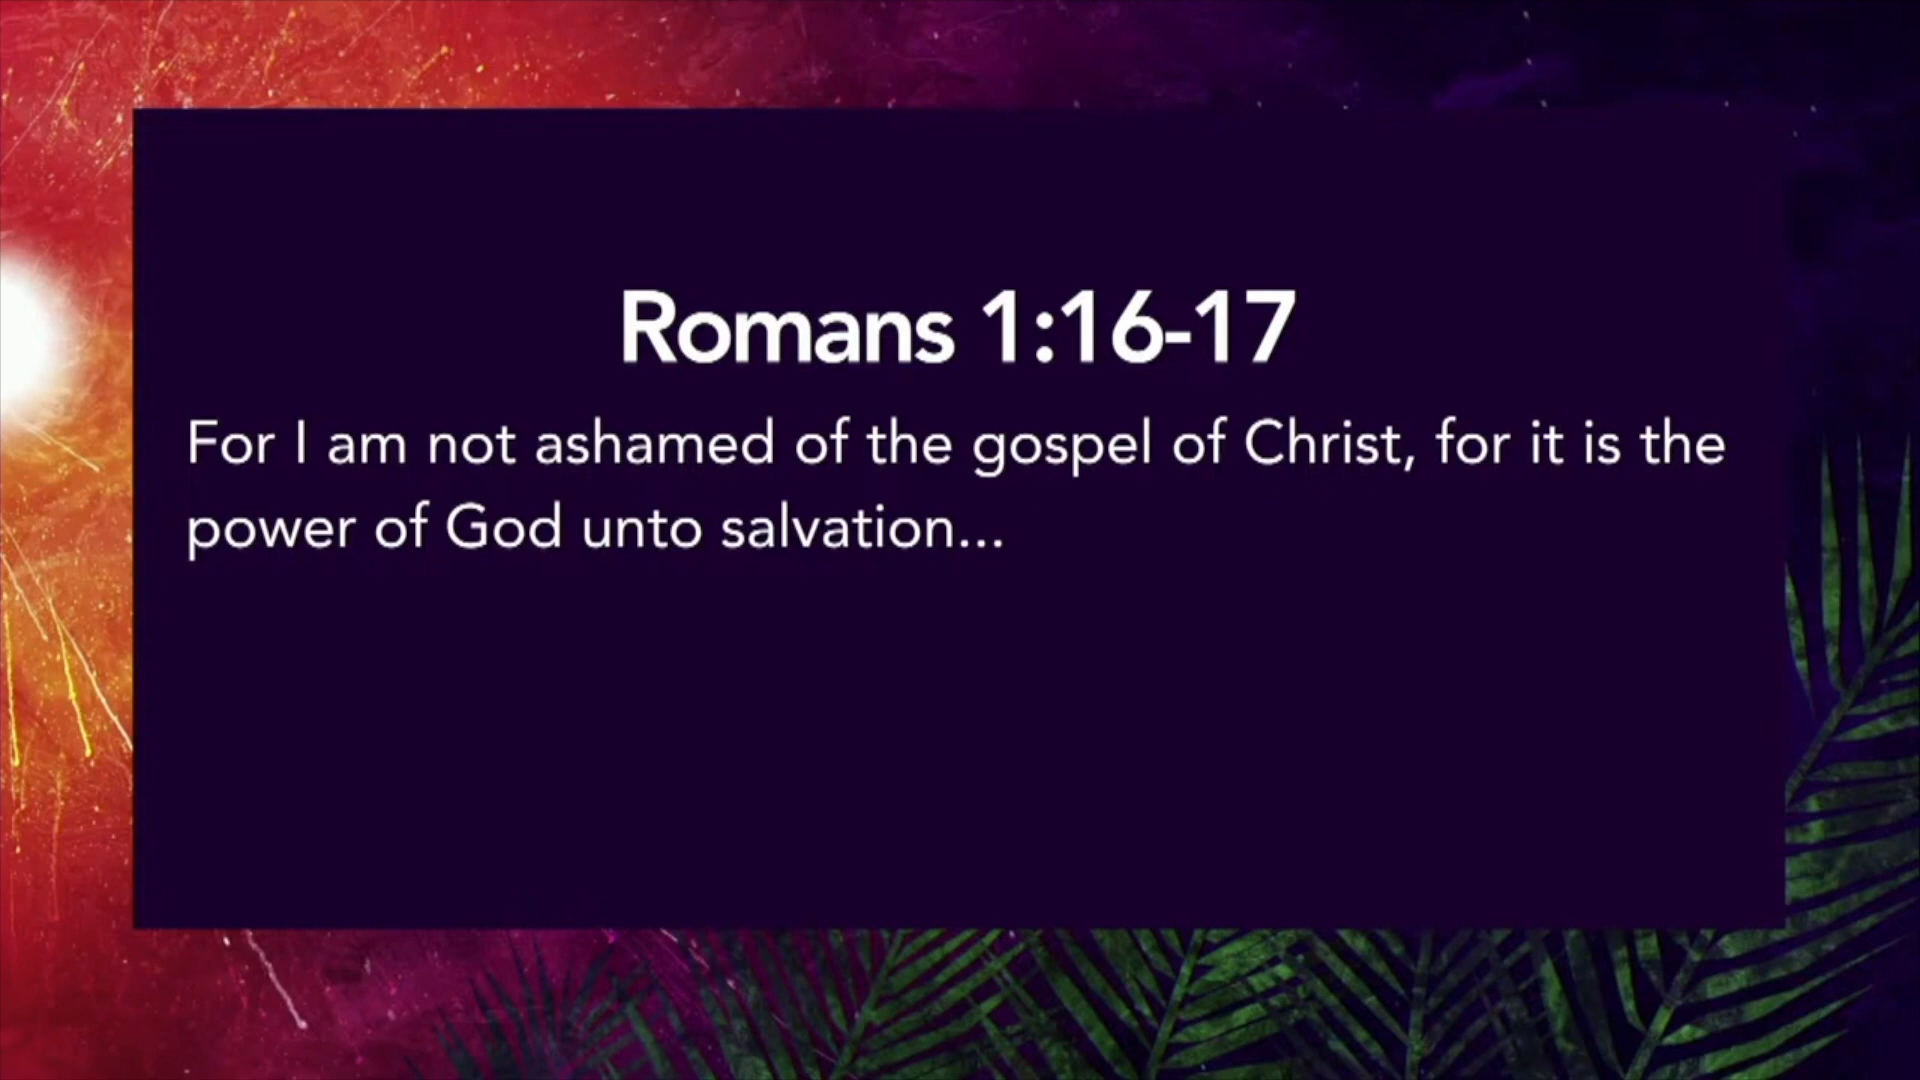 Romans 1:16-17
For I am not ashamed of the gospel of Christ, for it is the
power of God unto salvation...